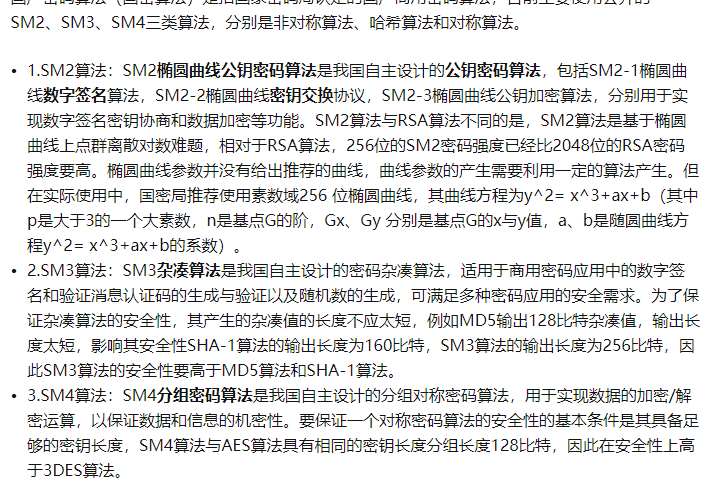 SM2、SM3、SM4三类算法，分别是非对称算法、哈希算法和对称算法。
• 1.SM2算法：SM2椭圆曲线公钥密码算法是我国自主设计的公钥密码算法，包括SM2-1椭圆曲
线数字签名算法，SM2-2椭圆曲线密钥交换协议，SM2-3椭圆曲线公钥加密算法，分别用于实
现数字签名密钥协商和数据加密等功能。SM2算法与RSA算法不同的是，SM2算法是基于椭圆
曲线上点群离散对数难题，相对于RSA算法，256位的SM2密码强度已经比2048位的RSA密码
强度要高。椭圆曲线参数并没有给出推荐的曲线，曲线参数的产生需要利用一定的算法产生。但
在实际使用中，国密局推荐使用素数域256 位椭圆曲线，其曲线方程为y^2= x^3+ax+b（其中
p是大于3的一个大素数，n是基点G的阶，Gx、Gy 分别是基点G的x与y值，a、b是随圆曲线方
程y^2= x^3+ax+b的系数）。
• 2.SM3算法：SM3杂凑算法是我国自主设计的密码杂凑算法，适用于商用密码应用中的数字签
名和验证消息认证码的生成与验证以及随机数的生成，可满足多种密码应用的安全需求。为了保
证杂凑算法的安全性，其产生的杂凑值的长度不应太短，例如MD5输出128比特杂凑值，输出长
度太短，影响其安全性SHA-1算法的输出长度为160比特，SM3算法的输出长度为256比特，因
此SM3算法的安全性要高于MD5算法和SHA-1算法。
• 3.SM4算法：SM4分组密码算法是我国自主设计的分组对称密码算法，用于实现数据的加密/解
密运算，以保证数据和信息的机密性。要保证一个对称密码算法的安全性的基本条件是其具备足
够的密钥长度，SM4算法与AES算法具有相同的密钥长度分组长度128比特，因此在安全性上高
于3DES算法。